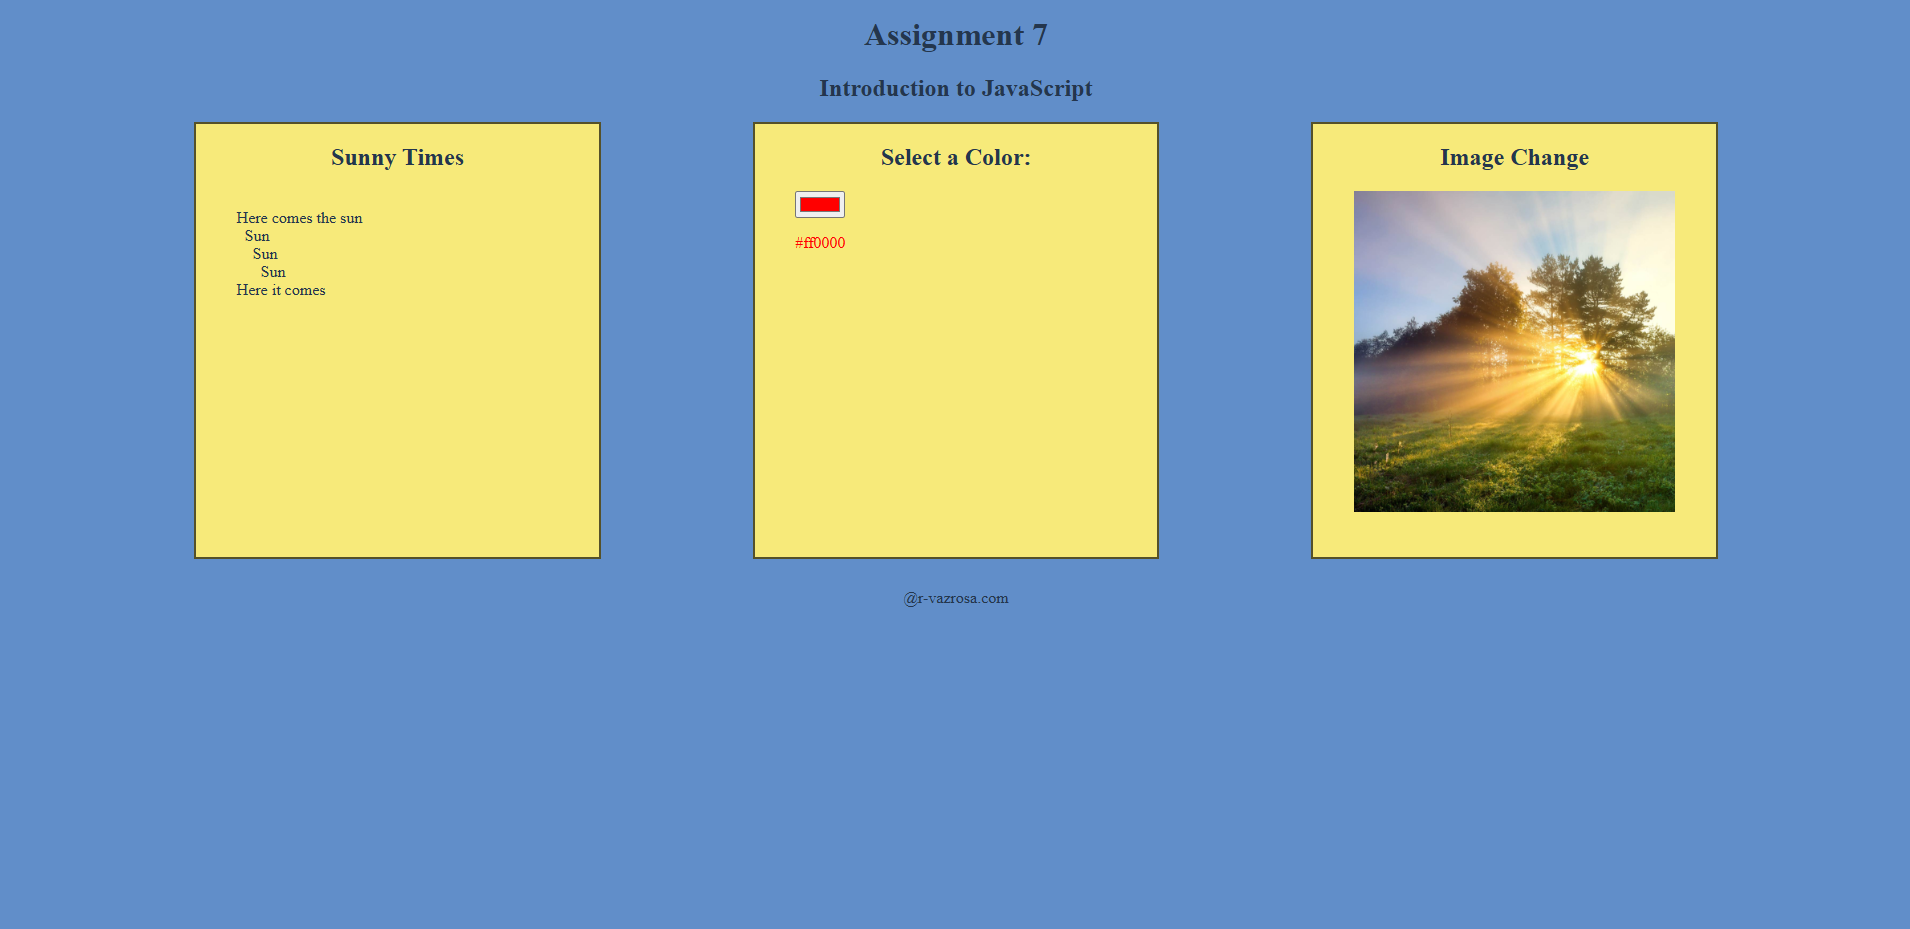 Assignment 7
Introduction to JavaScript
Sunny Times
Here comes the sun
Sun
Sun
Sun
Here it comes
Select a Color:
#ff0000
Image Change
@r-vazrosa.com